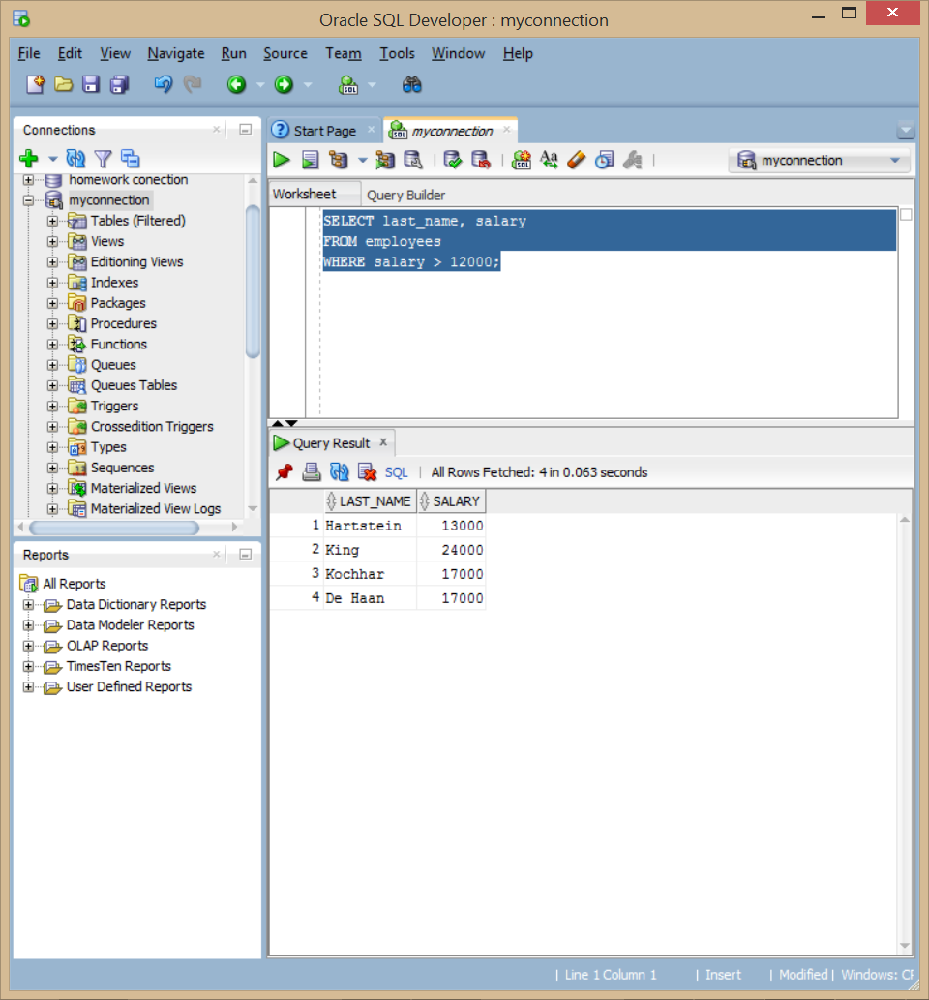 Oracle SQL Developer : myconnection
File Edit View Navigate Run Source Team Tools Window Help
Connections
homework conection
myconnection
Tables (Filtered)
Views
Editioning Views
Indexes
Packages
Procedures
Functions
Queues
Queues Tables
Triggers
Crossedition Triggers
Types
Sequences
Materialized Views
Materialized View Logs
Reports
All Reports
Data Dictionary Reports
Data Modeler Reports
OLAP Reports
TimesTen Reports
User Defined Reports
Start Page myconnection
myconnection
Worksheet Query Builder
SELECT last_name, salary
FROM employees
WHERE salary > 12000;
Query Result
SQL | All Rows Fetched: 4 in 0.063 seconds
LAST_NAME SALARY
1 Hartstein 13000
2 King 24000
3 Kochhar 17000
4 De Haan 17000
| Line 1 Column 1 | Insert | Modified | Windows: